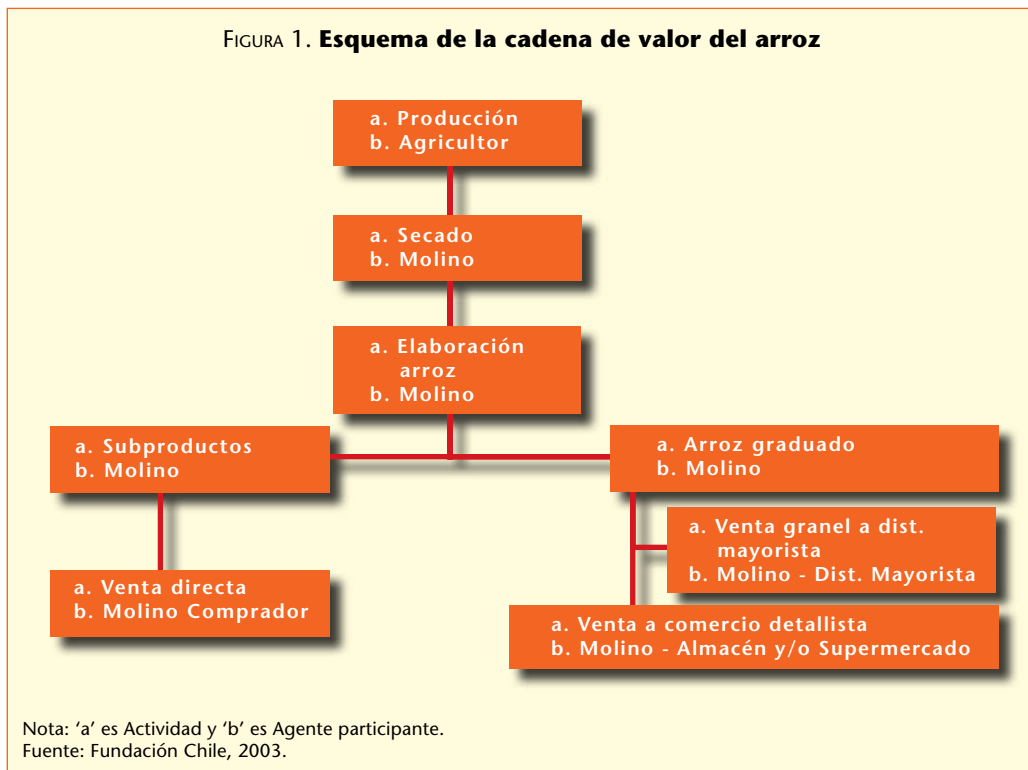 FIGURA 1. Esquema de la cadena de valor del arroz
a. Producción
b. Agricultor
a. Secado
b. Molino
a. Elaboración
arroz
b. Molino
a. Subproductos
b. Molino
a. Arroz graduado
b. Molino
a. Venta granel a dist.
mayorista
b. Molino - Dist. Mayorista
a. Venta directa
b. Molino Comprador
a. Venta a comercio detallista
b. Molino - Almacén y/o Supermercado
Nota: ‘a’ es Actividad y ‘b’ es Agente participante.
Fuente: Fundación Chile, 2003.